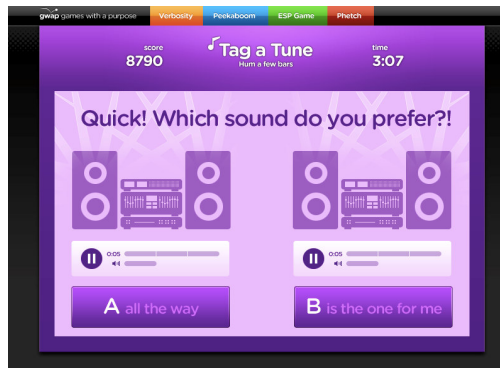 gwap games with a purpose Verbosity Peekaboom ESP Game Phetch
score
8790
Tag a Tune
Hum a few bars
time
3:07
Quick! Which sound do you prefer?!
0:05
0:05
A all the way
B is the one for me